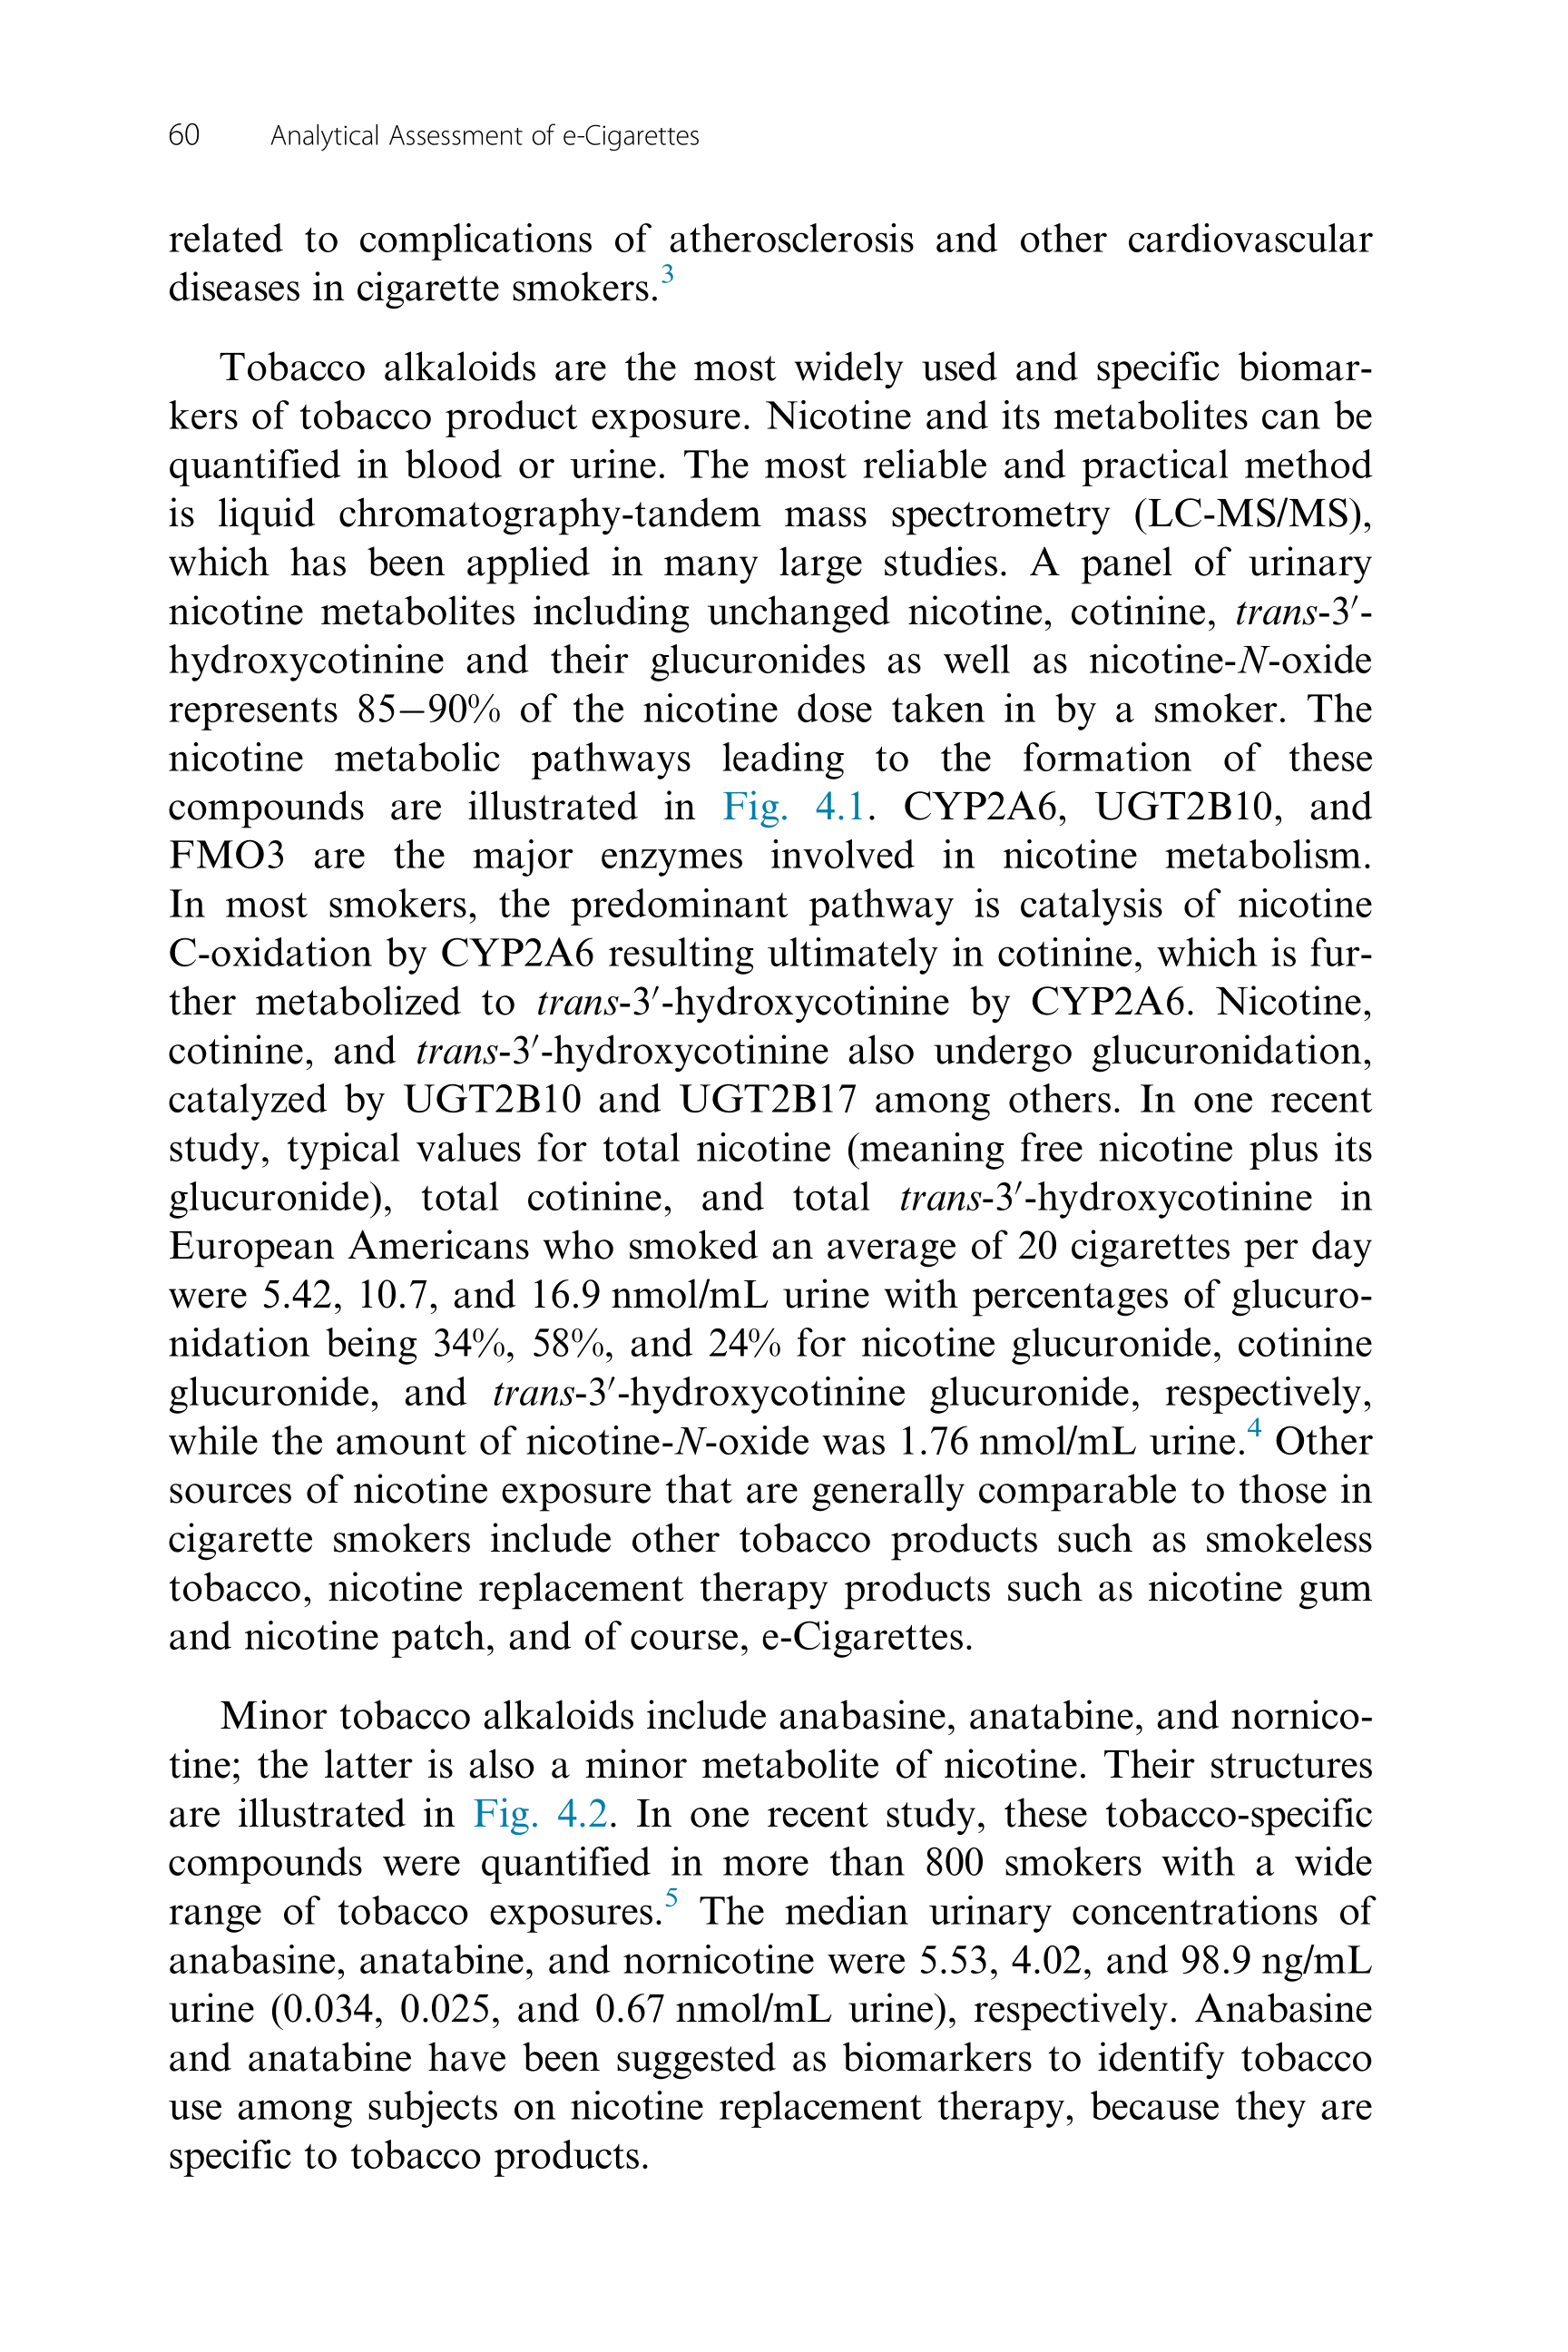 60 Analytical Assessment of e-Cigarettes
related to complications of atherosclerosis and other cardiovascular
diseases in cigarette smokers.3
Tobacco alkaloids are the most widely used and specific biomar-
kers of tobacco product exposure. Nicotine and its metabolites can be
quantified in blood or urine. The most reliable and practical method
is liquid chromatography-tandem mass spectrometry (LC-MS/MS),
which has been applied in many large studies. A panel of urinary
nicotine metabolites including unchanged nicotine, cotinine, trans-3′-
hydroxycotinine and their glucuronides as well as nicotine-N-oxide
represents 85–90% of the nicotine dose taken in by a smoker. The
nicotine metabolic pathways leading to the formation of these
compounds are illustrated in Fig. 4.1. CYP2A6, UGT2B10, and
FMO3 are the major enzymes involved in nicotine metabolism.
In most smokers, the predominant pathway is catalysis of nicotine
C-oxidation by CYP2A6 resulting ultimately in cotinine, which is fur-
ther metabolized to trans-3′-hydroxycotinine by CYP2A6. Nicotine,
cotinine, and trans-3′-hydroxycotinine also undergo glucuronidation,
catalyzed by UGT2B10 and UGT2B17 among others. In one recent
study, typical values for total nicotine (meaning free nicotine plus its
glucuronide), total cotinine, and total trans-3′-hydroxycotinine in
European Americans who smoked an average of 20 cigarettes per day
were 5.42, 10.7, and 16.9 nmol/mL urine with percentages of glucuro-
nidation being 34%, 58%, and 24% for nicotine glucuronide, cotinine
glucuronide, and trans-3′-hydroxycotinine glucuronide, respectively,
while the amount of nicotine-N-oxide was 1.76 nmol/mL urine.4 Other
sources of nicotine exposure that are generally comparable to those in
cigarette smokers include other tobacco products such as smokeless
tobacco, nicotine replacement therapy products such as nicotine gum
and nicotine patch, and of course, e-Cigarettes.
Minor tobacco alkaloids include anabasine, anatabine, and nornico-
tine; the latter is also a minor metabolite of nicotine. Their structures
are illustrated in Fig. 4.2. In one recent study, these tobacco-specific
compounds were quantified in more than 800 smokers with a wide
range of tobacco exposures.5 The median urinary concentrations of
anabasine, anatabine, and nornicotine were 5.53, 4.02, and 98.9 ng/mL
urine (0.034, 0.025, and 0.67 nmol/mL urine), respectively. Anabasine
and anatabine have been suggested as biomarkers to identify tobacco
use among subjects on nicotine replacement therapy, because they are
specific to tobacco products.